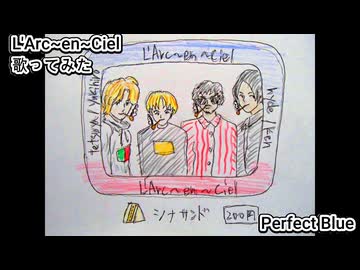 L'Arc~en~Ciel
歌ってみた
L'Arc~en~Ciel
tetsuya yukihiro
hyde / Ken
L'Arc~en~Ciel
シナサンド 200円
Perfect Blue